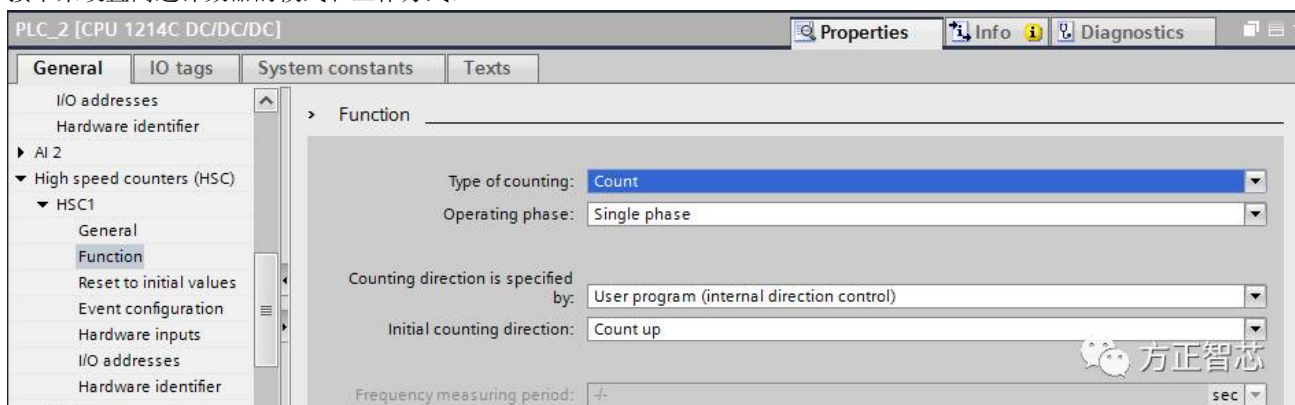 PLC_2 [CPU 1214C DC/DC/DC]
Properties
Info
Diagnostics
General
IO tags
System constants
Texts
I/O addresses
Hardware identifier
AI 2
High speed counters (HSC)
HSC1
General
Function
Reset to initial values
Event configuration
Hardware inputs
I/O addresses
Hardware identifier
Function
Type of counting: Count
Operating phase: Single phase
Counting direction is specified
by: User program (internal direction control)
Initial counting direction: Count up
Frequency measuring period: -/- sec
方正智芯